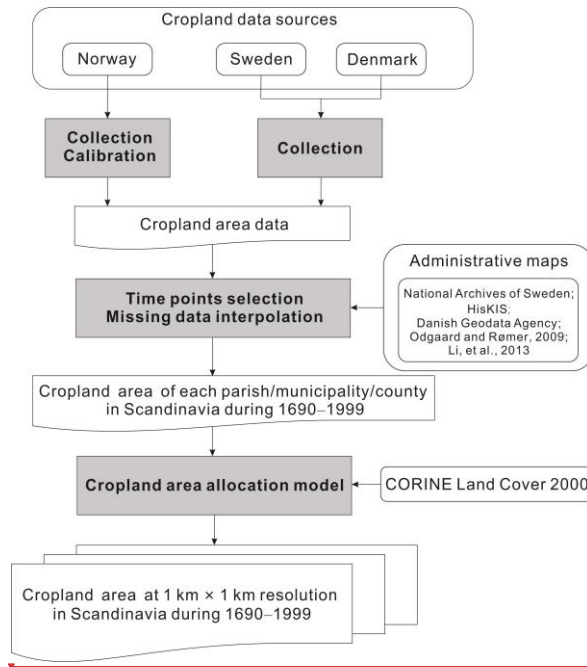 Cropland data sources
Norway
Sweden
Denmark
Collection
Calibration
Collection
Cropland area data
Administrative maps
National Archives of Sweden;
HisKIS;
Danish Geodata Agency;
Odgaard and Rømer, 2009;
Li, et al., 2013
Time points selection
Missing data interpolation
Cropland area of each parish/municipality/county
in Scandinavia during 1690–1999
Cropland area allocation model
CORINE Land Cover 2000
Cropland area at 1 km × 1 km resolution
in Scandinavia during 1690–1999